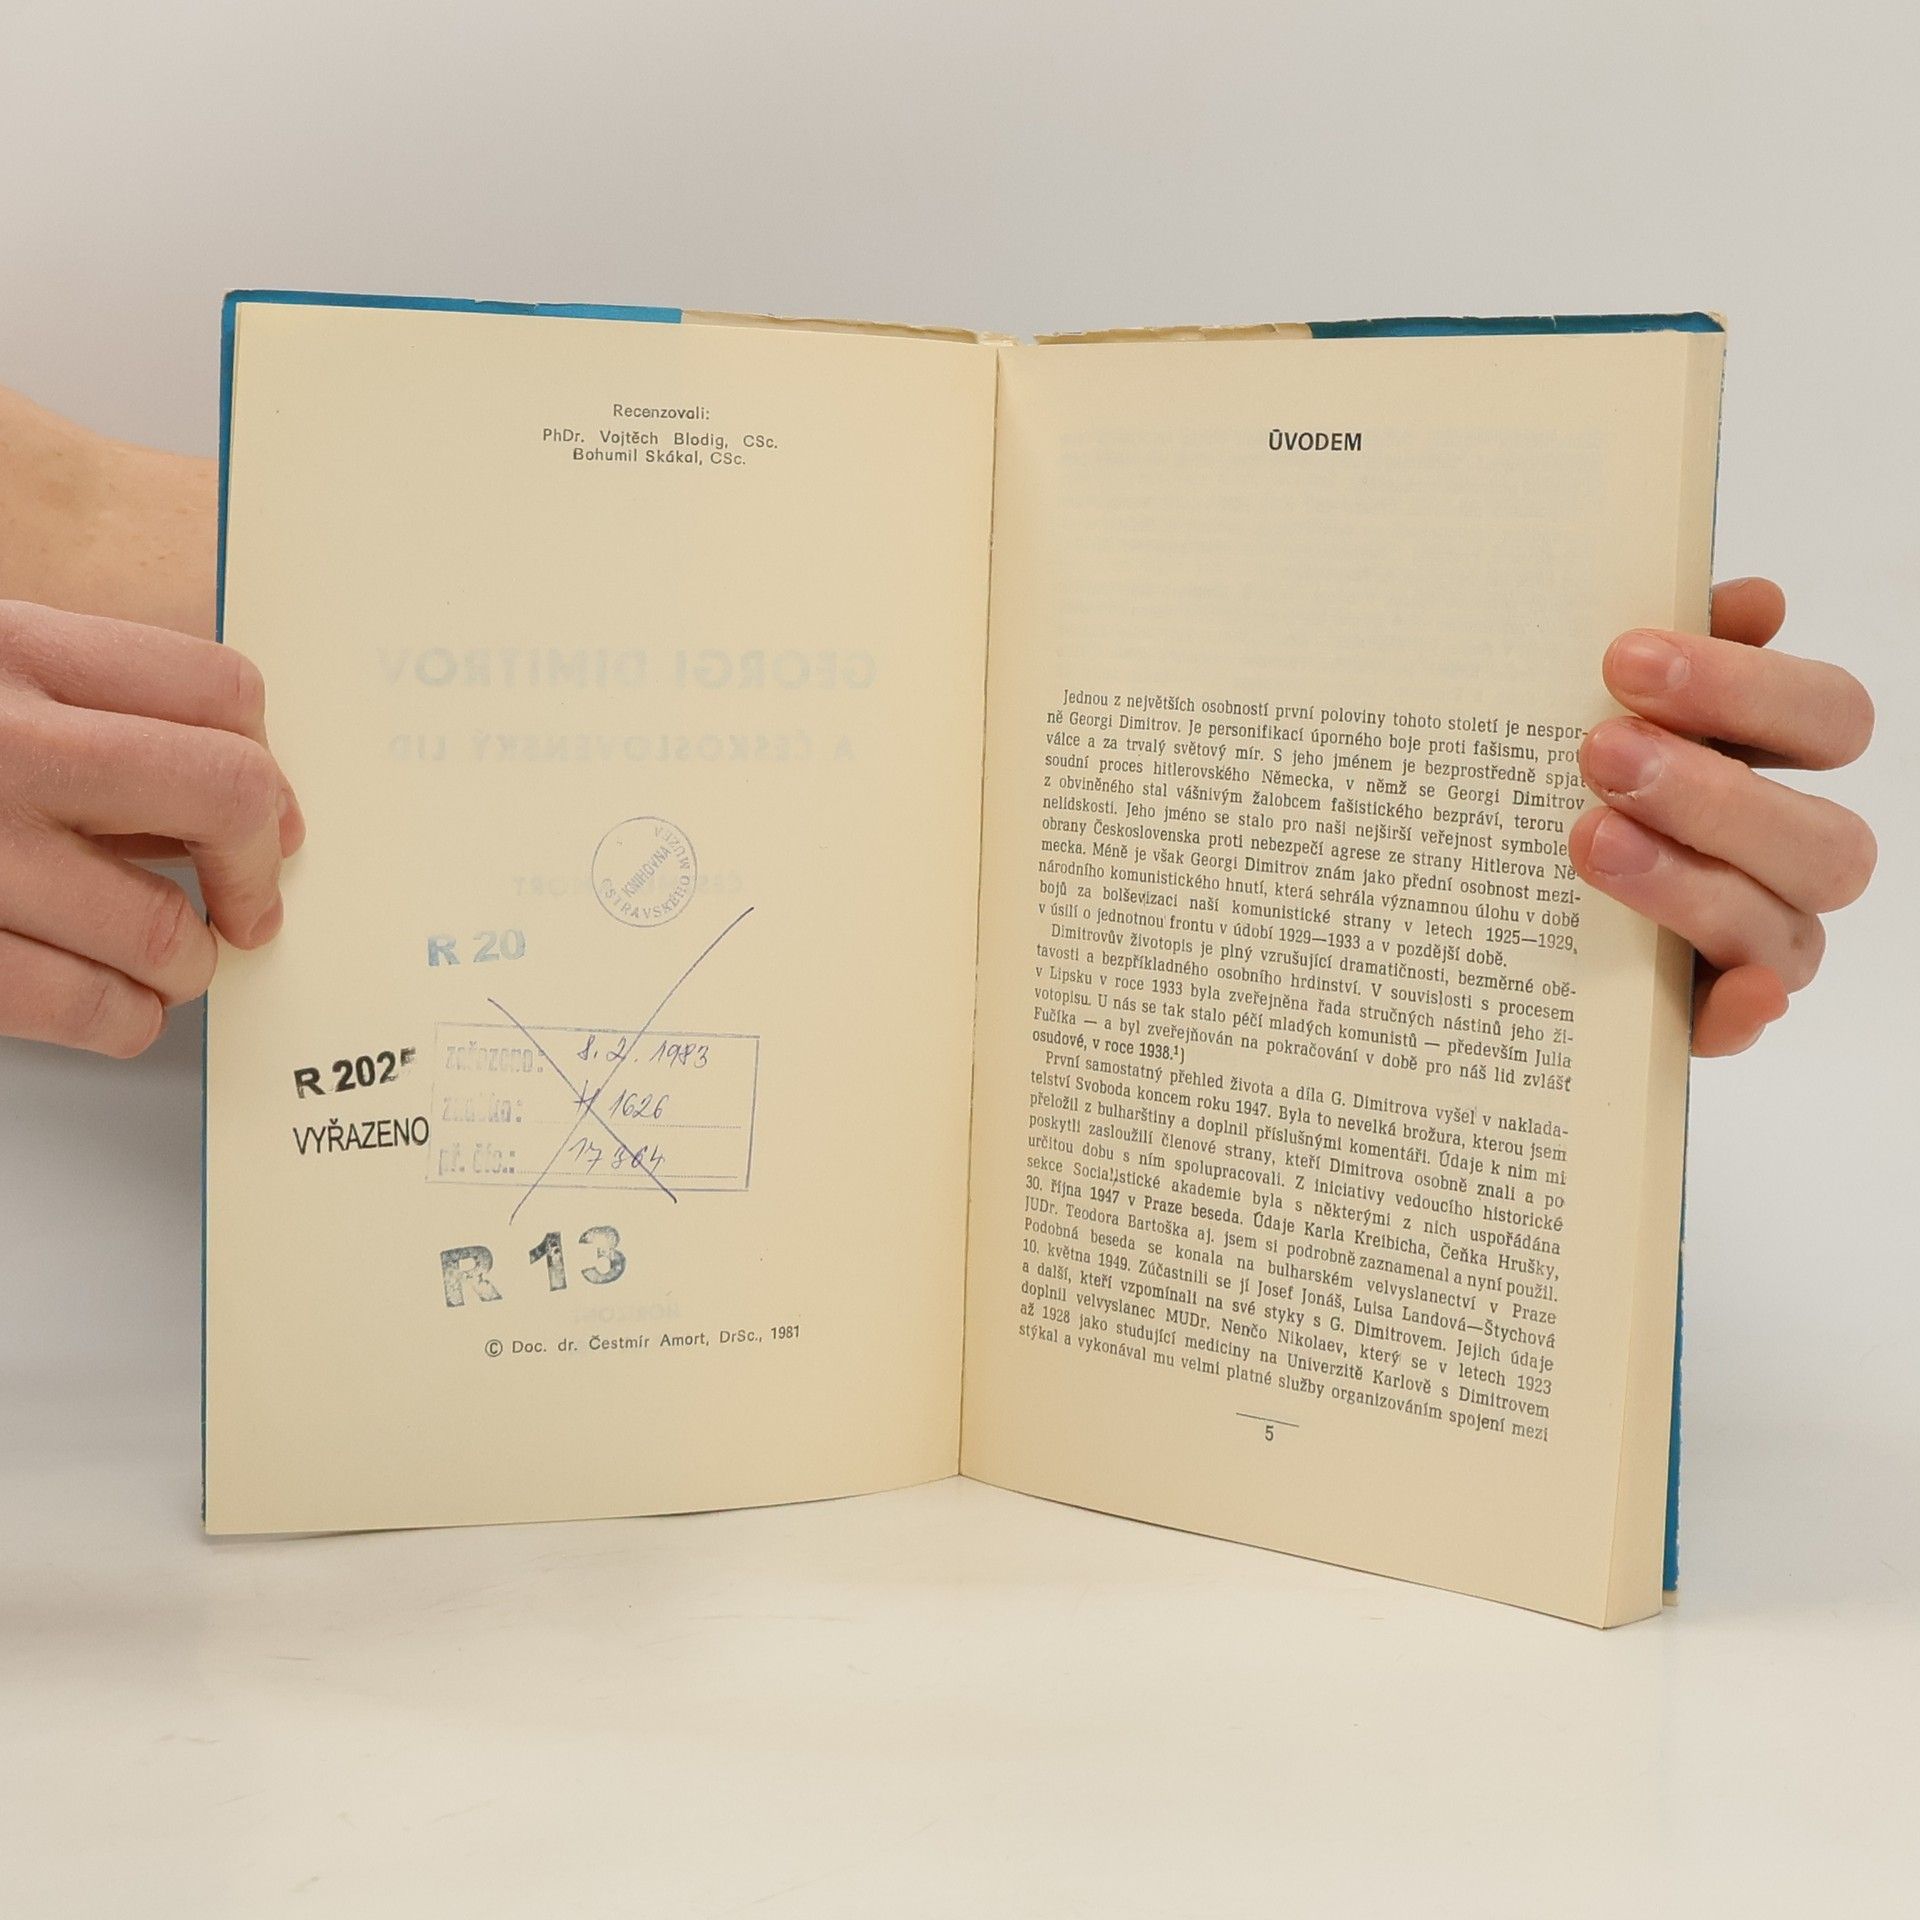 Recenzovali:
PhDr. Vojtěch Blodig, CSc.
Bohumil Skákal, CSc.
KNIHOVNA
OSTRAVSKÉHO MUZEA
R 20
R 2025
VYŘAZENO
zařazeno: 8. 2. 1983
značka: H 1626
př. čís.: 17 364
R 13
© Doc. dr. Čestmír Amort, DrSc., 1981
ÚVODEM
Jednou z největších osobností první poloviny tohoto století je nespor-
ně Georgi Dimitrov. Je personifikací úporného boje proti fašismu, prot
válce a za trvalý světový mír. S jeho jménem je bezprostředně spjat
soudní proces hitlerovského Německa, v němž se Georgi Dimitrov
z obviněného stal vášnivým žalobcem fašistického bezpráví, teroru
nelidskosti. Jeho jméno se stalo pro naši nejširší veřejnost symbole
obrany Československa proti nebezpečí agrese ze strany Hitlerova Ně-
mecka. Méně je však Georgi Dimitrov znám jako přední osobnost mezi-
národního komunistického hnutí, která sehrála významnou úlohu v době
bojů za bolševizaci naší komunistické strany v letech 1925—1929,
v úsilí o jednotnou frontu v údobí 1929—1933 a v pozdější době.
Dimitrovův životopis je plný vzrušující dramatičnosti, bezměrné obě-
tavosti a bezpříkladného osobního hrdinství. V souvislosti s procesem
v Lipsku v roce 1933 byla zveřejněna řada stručných nástinů jeho ži-
votopisu. U nás se tak stalo péčí mladých komunistů — především Julia
Fučíka — a byl zveřejňován na pokračování v době pro náš lid zvlášť
osudové, v roce 1938.¹)
První samostatný přehled života a díla G. Dimitrova vyšel v naklada-
telství Svoboda koncem roku 1947. Byla to nevelká brožura, kterou jsem
přeložil z bulharštiny a doplnil příslušnými komentáři. Údaje k nim mi
poskytli zasloužilí členové strany, kteří Dimitrova osobně znali a po
určitou dobu s ním spolupracovali. Z iniciativy vedoucího historické
sekce Socialistické akademie byla s některými z nich uspořádána
30. října 1947 v Praze beseda. Údaje Karla Kreibicha, Čeňka Hrušky,
JUDr. Teodora Bartoška aj. jsem si podrobně zaznamenal a nyní použil.
Podobná beseda se konala na bulharském velvyslanectví v Praze
10. května 1949. Zúčastnili se jí Josef Jonáš, Luisa Landová—Štychová
a další, kteří vzpomínali na své styky s G. Dimitrovem. Jejich údaje
doplnil velvyslanec MUDr. Nenčo Nikolaev, který se v letech 1923
až 1928 jako studující medicíny na Univerzitě Karlově s Dimitrovem
stýkal a vykonával mu velmi platné služby organizováním spojení mezi
5